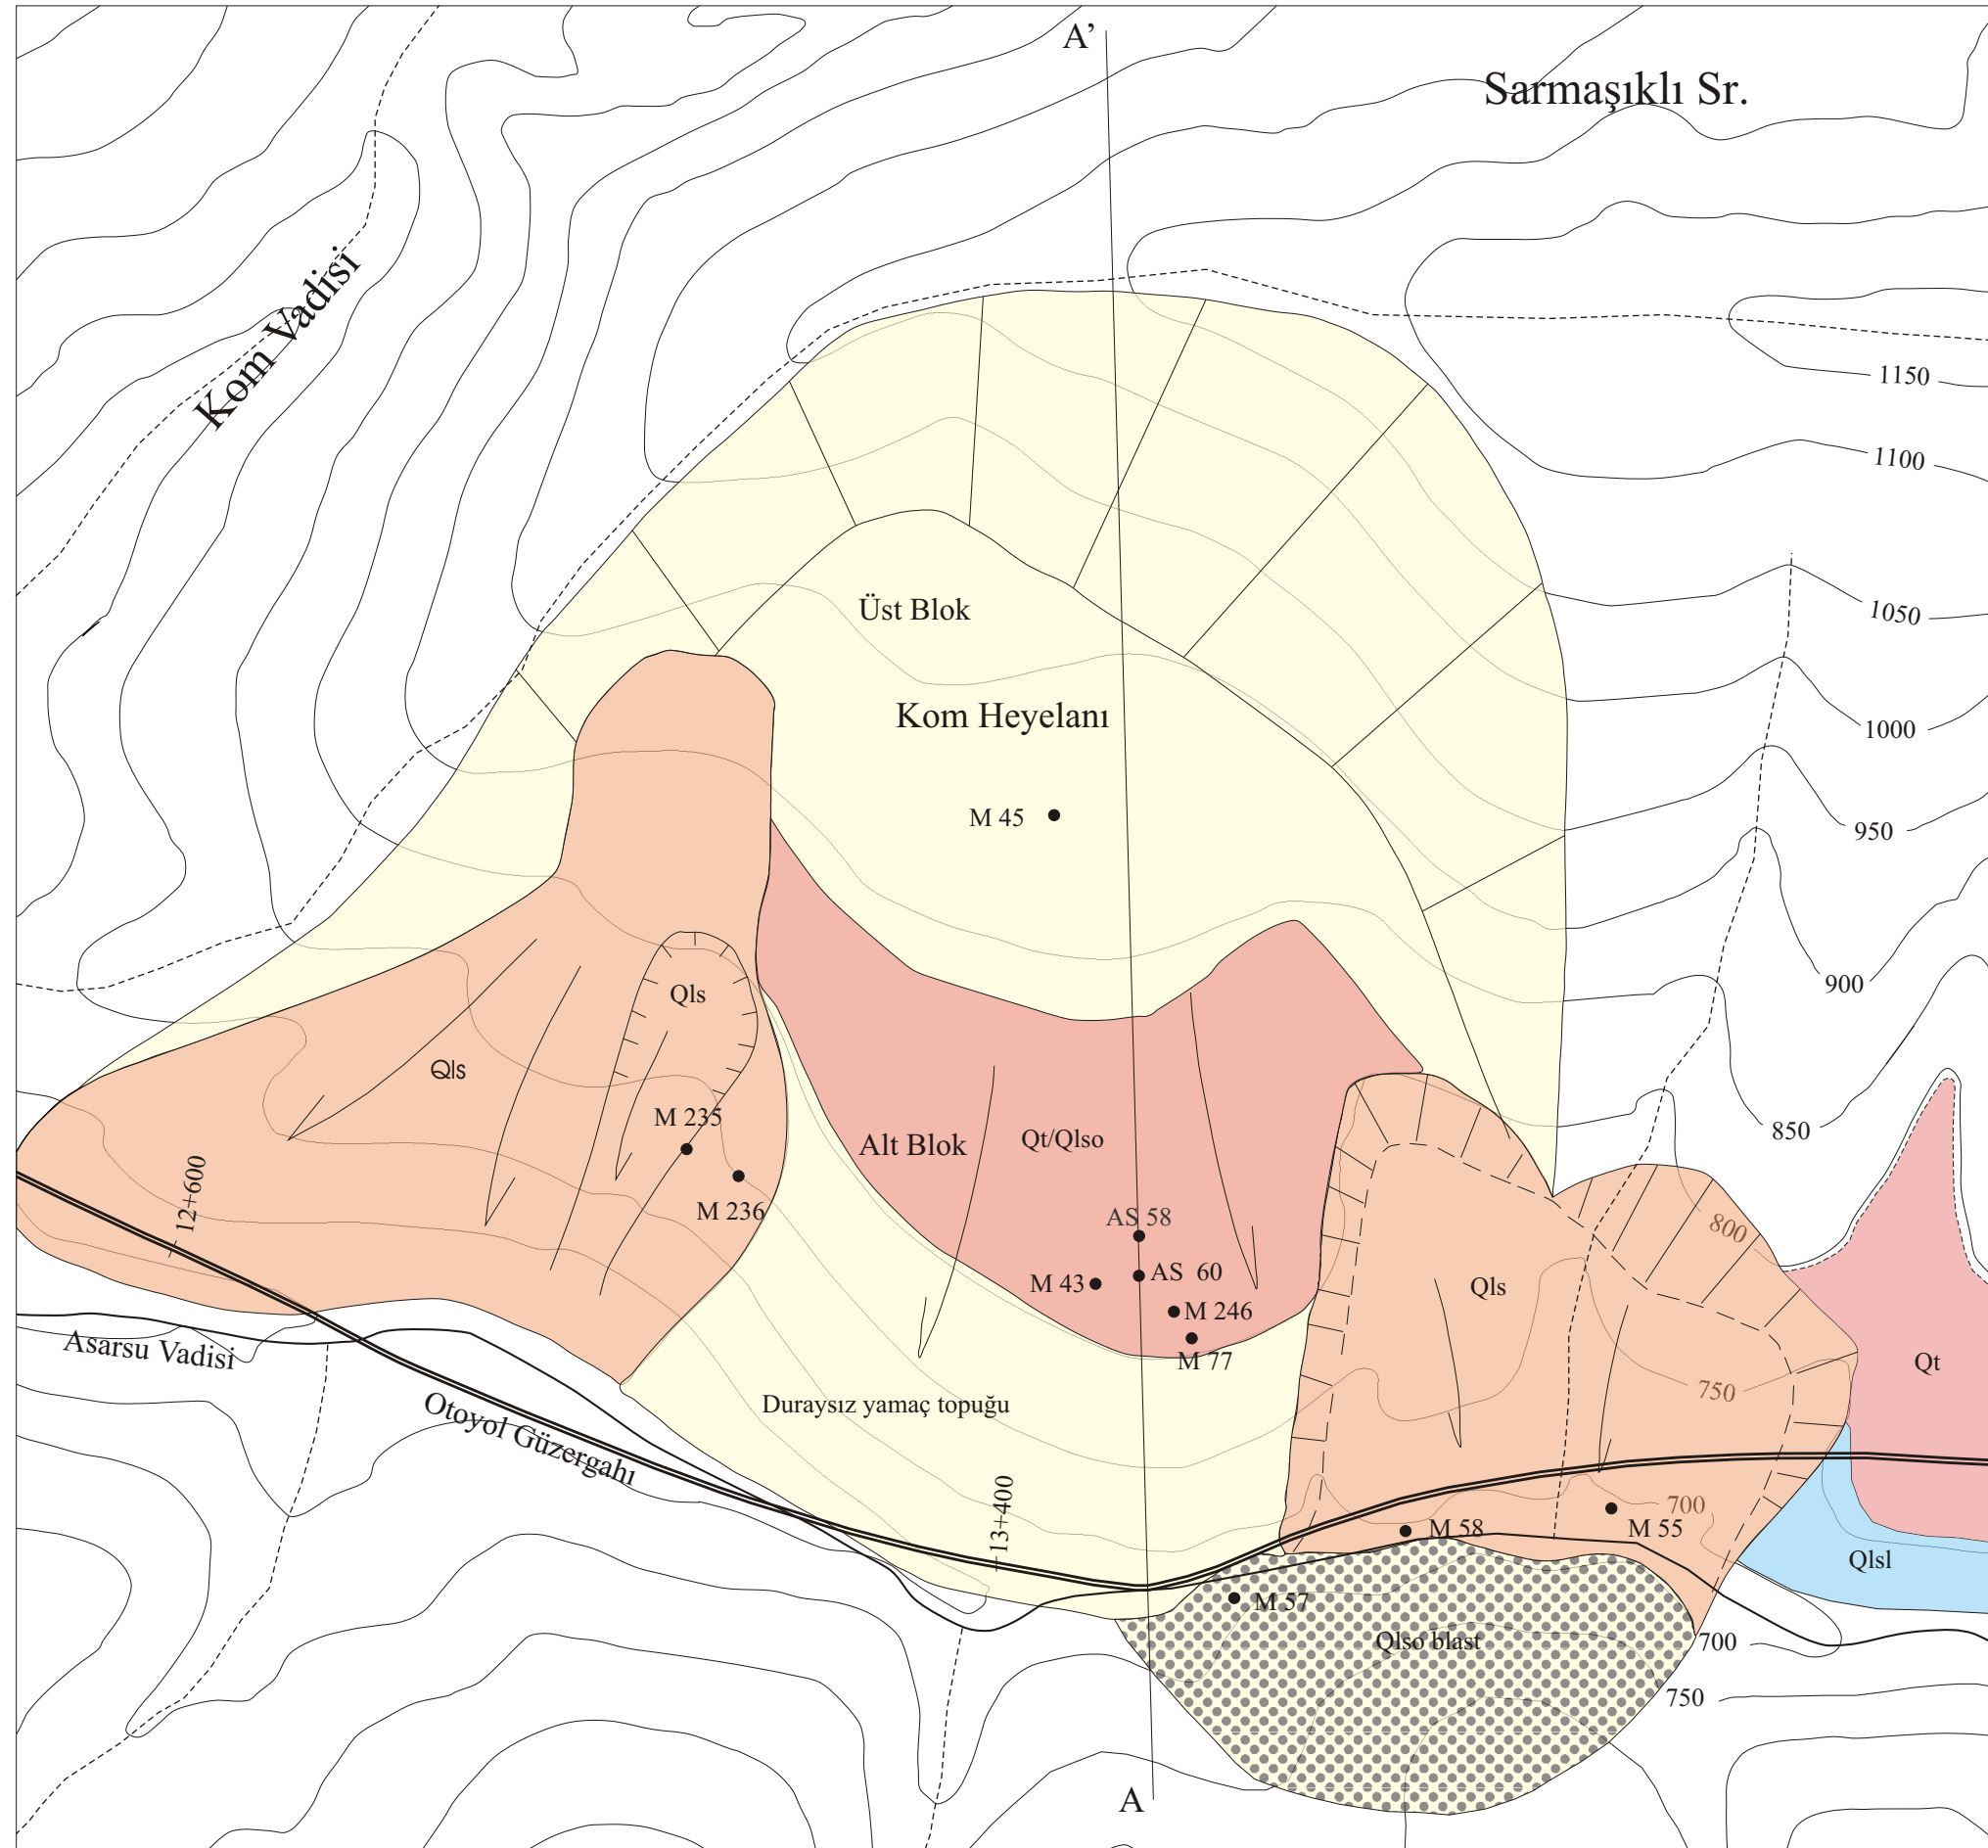 A’
Sarmaşıklı Sr.
Kom Vadisi
1150
1100
1050
Üst Blok
Kom Heyelanı
1000
M 45
950
900
Qls
Qls
M 235
Alt Blok
Qt/Qlso
850
12+600
M 236
AS 58
800
M 43
AS 60
Qls
M 246
Asarsu Vadisi
M 77
Qt
Otoyol Güzergahı
Duraysız yamaç topuğu
750
13+400
700
M 58
M 55
Qlsl
M 57
Qlso blast
700
750
A